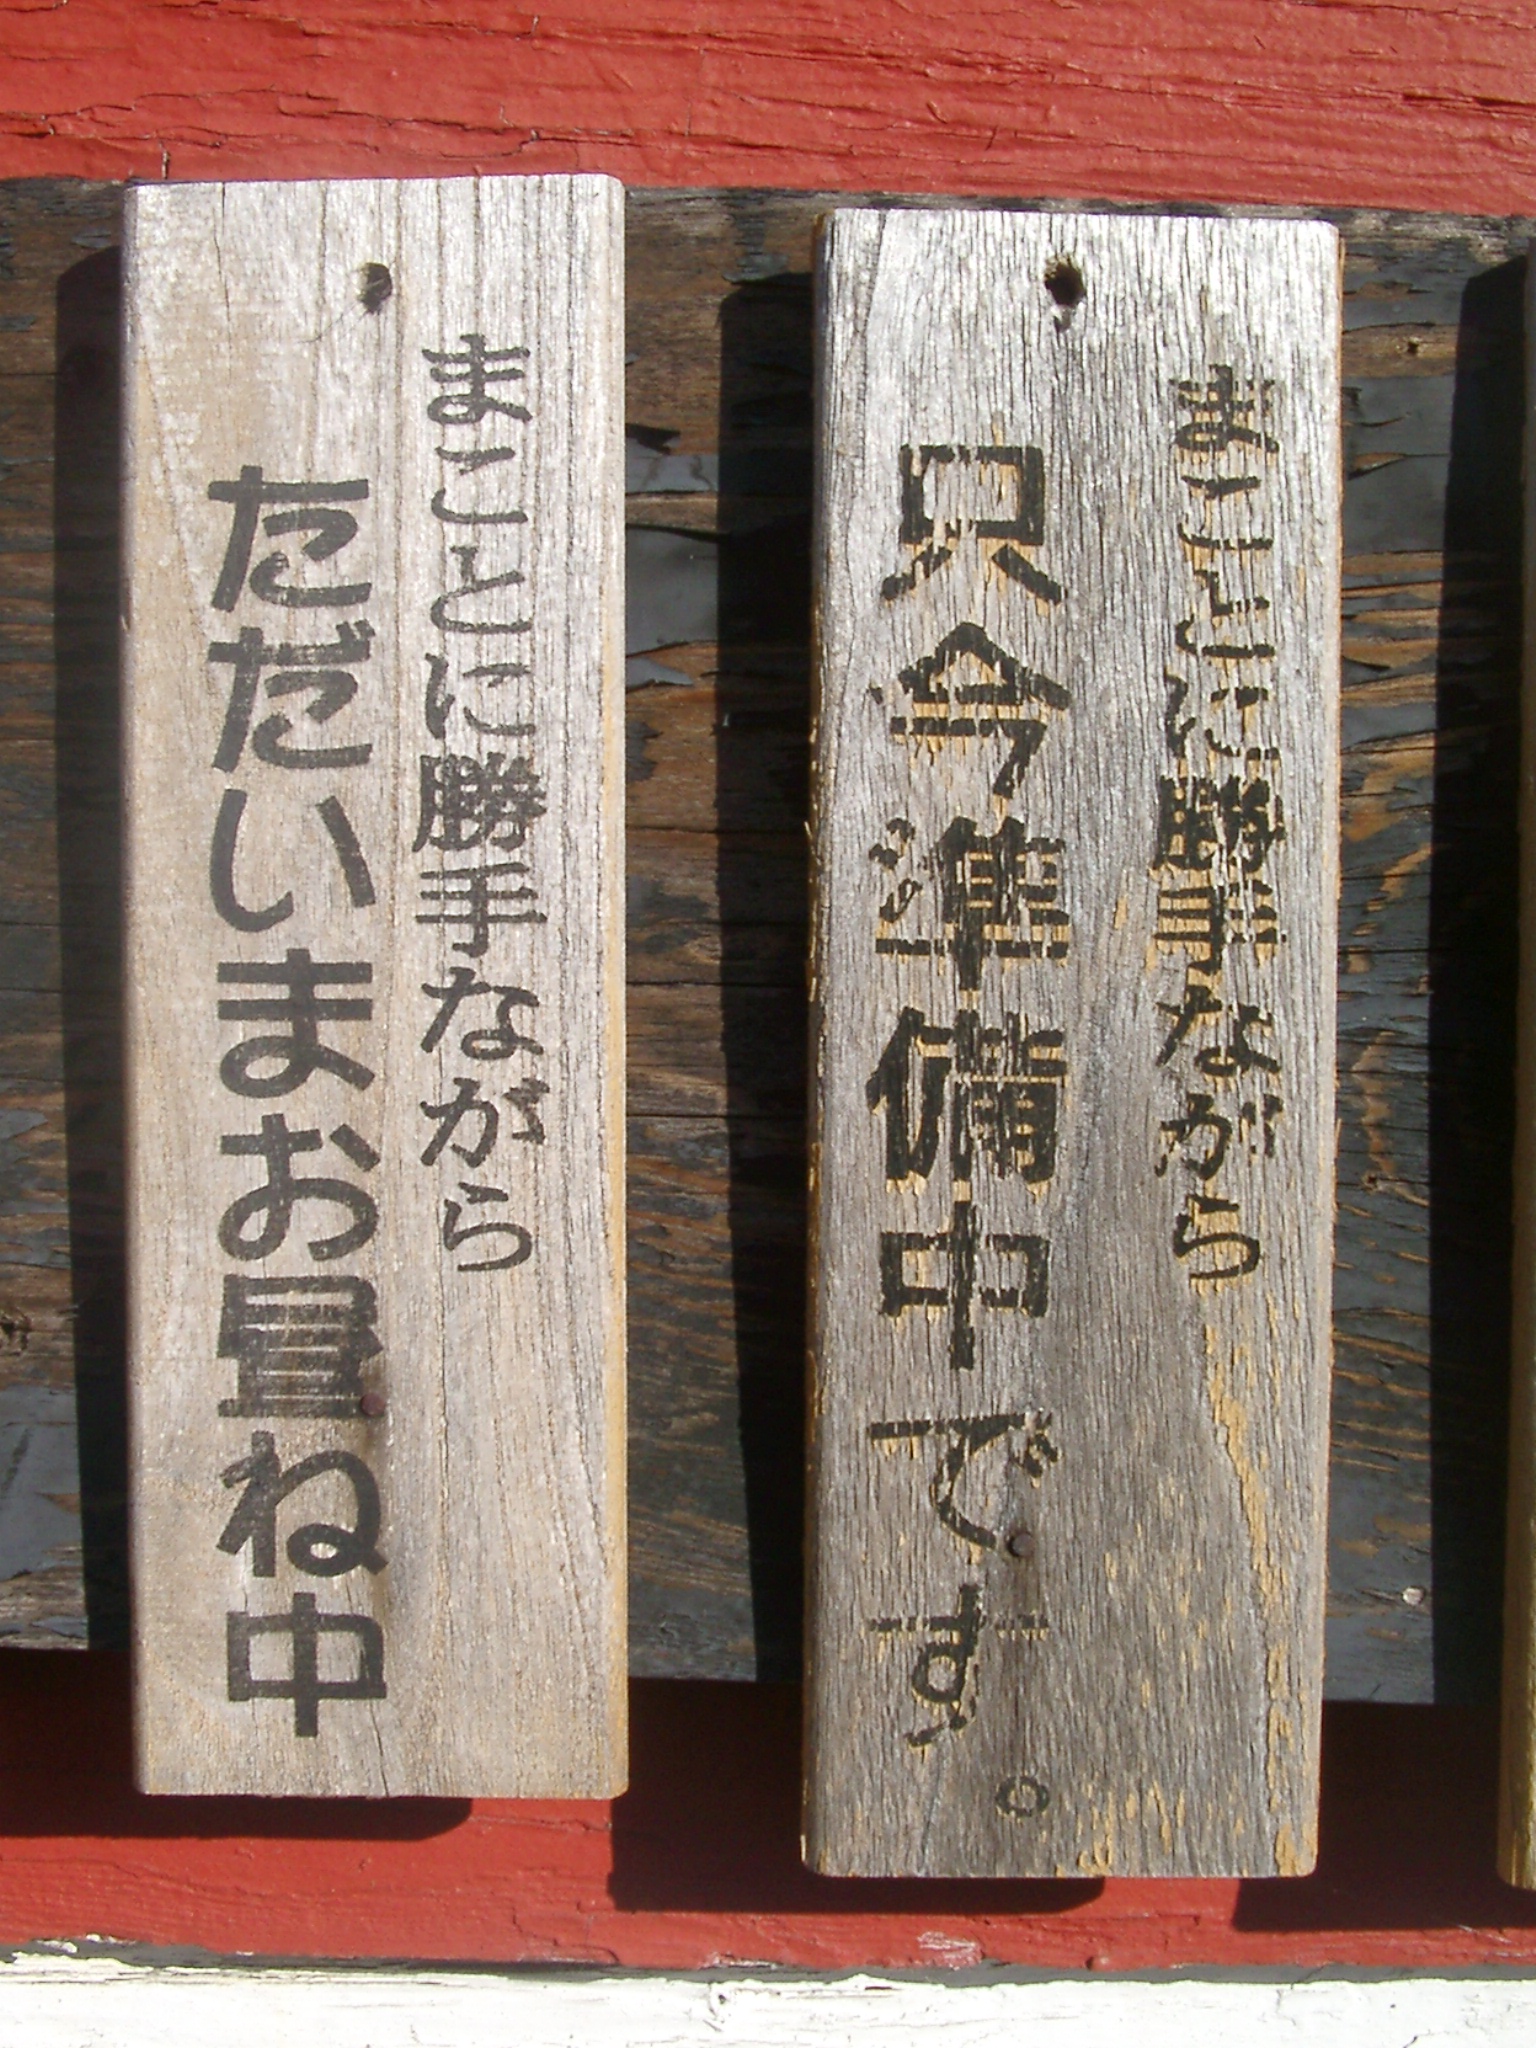 まことに勝手ながら
只今準備中です。
まことに勝手ながら
ただいまお昼ね中